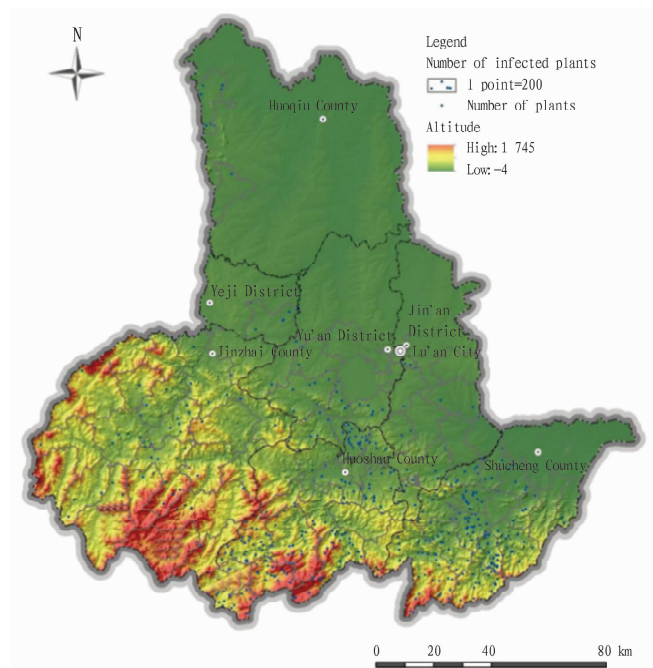 N
Legend
Number of infected plants
1 point=200
Number of plants
Altitude
High: 1 745
Low: -4
Huoqiu County
Yeji District
Jin'an
District
Yu'an District
Lu'an City
Jinzhai County
Huoshan County
Shucheng County
0 20 40 80 km